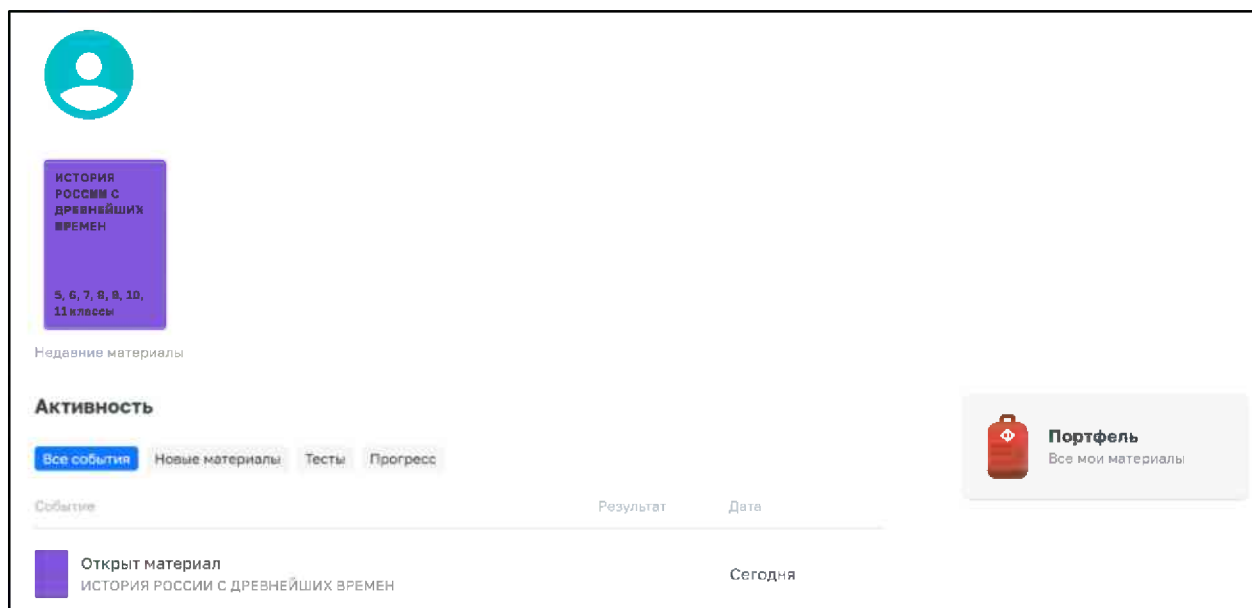 ИСТОРИЯ
РОССИИ С
ДРЕВНЕЙШИХ
ВРЕМЕН
5, 6, 7, 8, 9, 10,
11 классы
Недавние материалы
Активность
Все события Новые материалы Тесты Прогресс
Ф
Портфель
Все мои материалы
Событие Результат Дата
Открыт материал
ИСТОРИЯ РОССИИ С ДРЕВНЕЙШИХ ВРЕМЕН
Сегодня